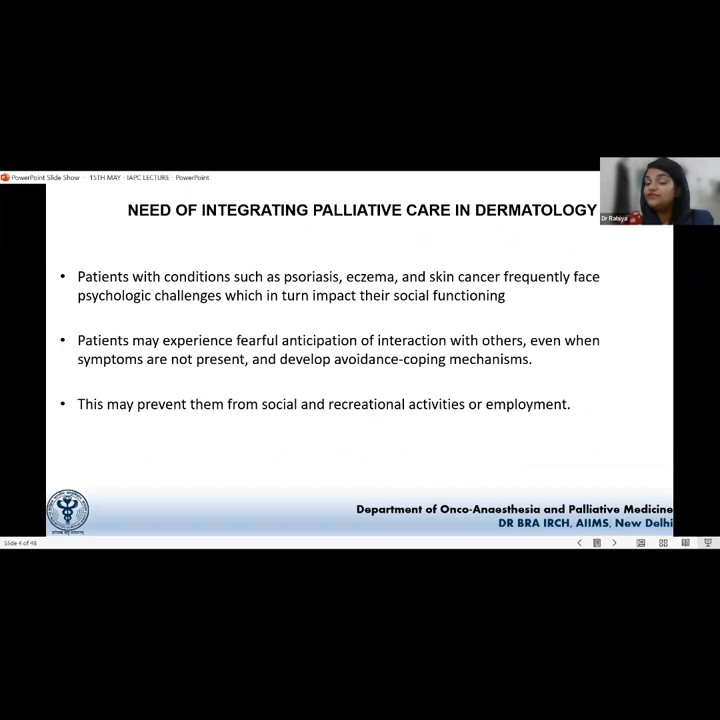 PowerPoint Slide Show - 15TH MAY - IAPC LECTURE - PowerPoint
Dr Rabiya
NEED OF INTEGRATING PALLIATIVE CARE IN DERMATOLOGY
• Patients with conditions such as psoriasis, eczema, and skin cancer frequently face
psychologic challenges which in turn impact their social functioning
• Patients may experience fearful anticipation of interaction with others, even when
symptoms are not present, and develop avoidance-coping mechanisms.
• This may prevent them from social and recreational activities or employment.
Department of Onco-Anaesthesia and Palliative Medicine
DR BRA IRCH, AIIMS, New Delhi
Slide 4 of 48